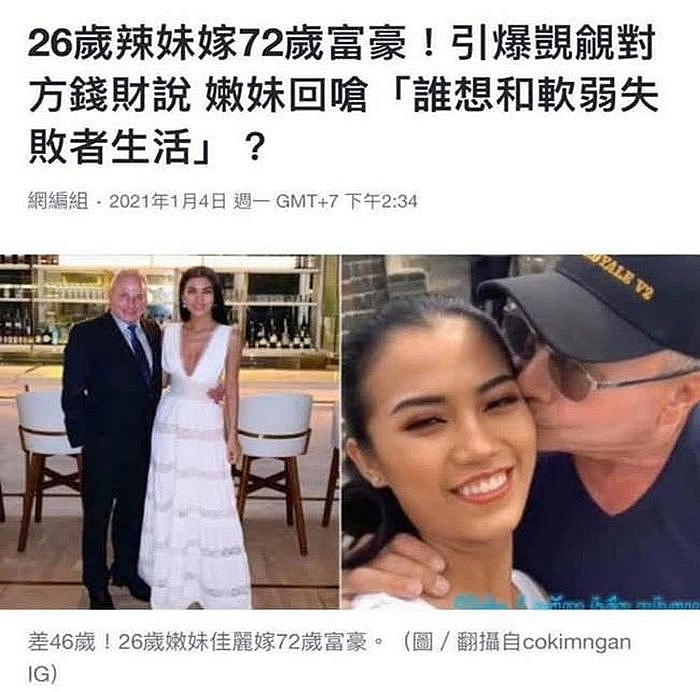 26歲辣妹嫁72歲富豪！引爆覬覦對
方錢財說 嫩妹回嗆「誰想和軟弱失
敗者生活」？
網編組・2021年1月4日 週一 GMT+7 下午2:34
ROYALE V2
差46歲！26歲嫩妹佳麗嫁72歲富豪。（圖／翻攝自cokimngan
IG）